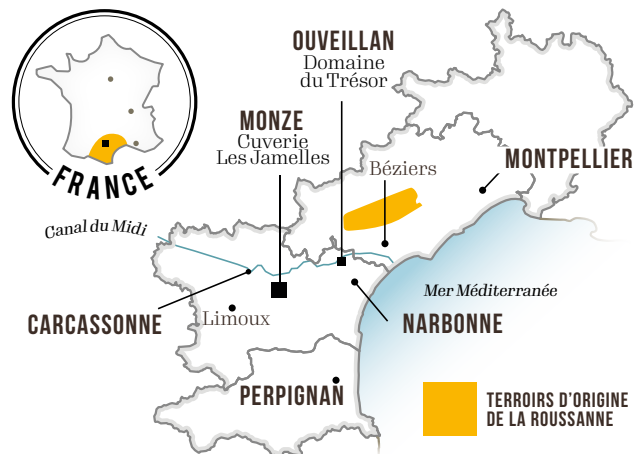 FRANCE
OUVEILLAN
Domaine
du Trésor
MONZE
Cuverie
Les Jamelles
Béziers
MONTPELLIER
Canal du Midi
Mer Méditerranée
CARCASSONNE
Limoux
NARBONNE
PERPIGNAN
TERROIRS D'ORIGINE
DE LA ROUSSANNE